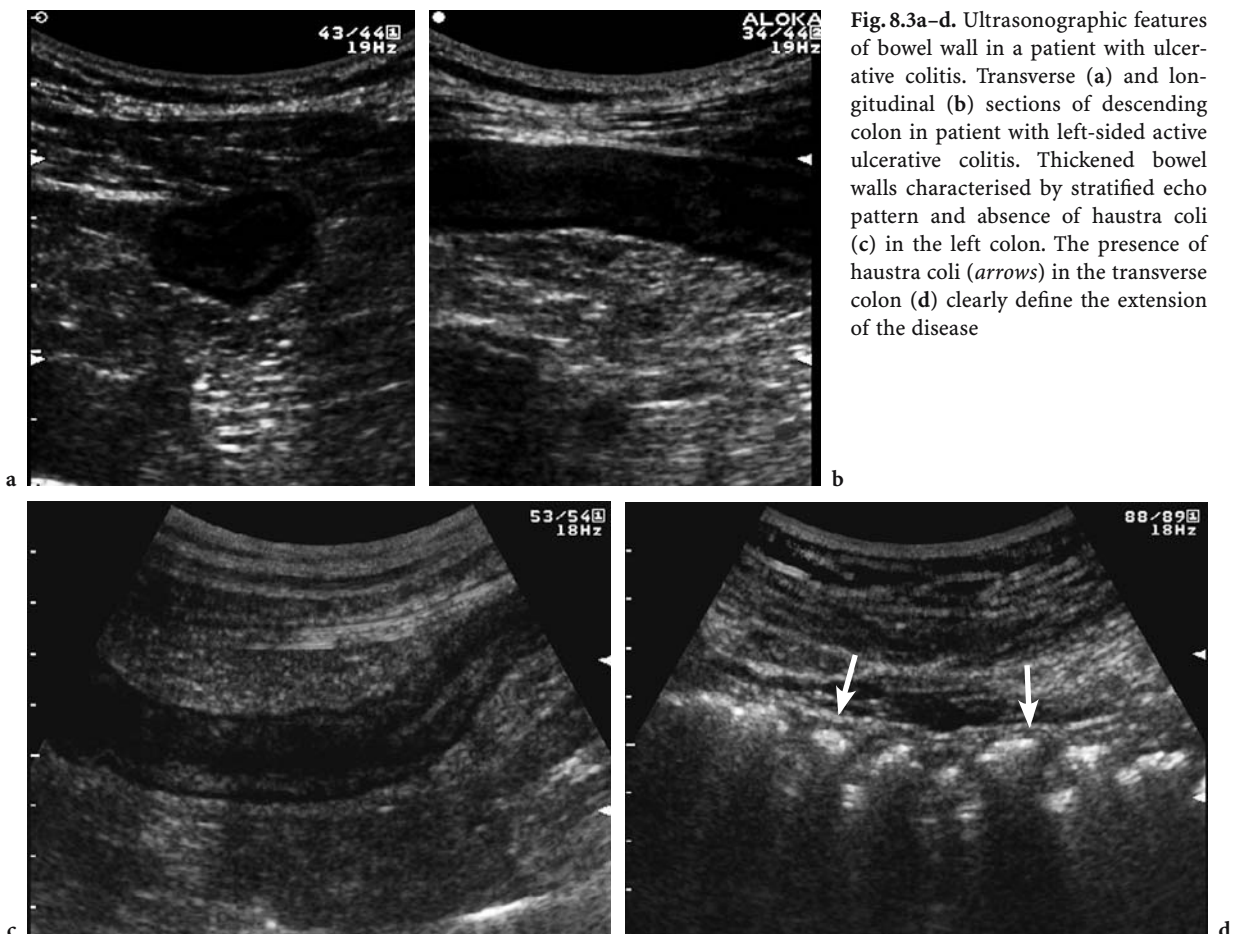 43/44 1
19Hz
ALOKA
34/44 2
19Hz
Fig. 8.3a–d. Ultrasonographic features
of bowel wall in a patient with ulcer-
ative colitis. Transverse (a) and lon-
gitudinal (b) sections of descending
colon in patient with left-sided active
ulcerative colitis. Thickened bowel
walls characterised by stratified echo
pattern and absence of haustra coli
(c) in the left colon. The presence of
haustra coli (arrows) in the transverse
colon (d) clearly define the extension
of the disease
a
b
53/54 1
18Hz
88/89 1
18Hz
c
d